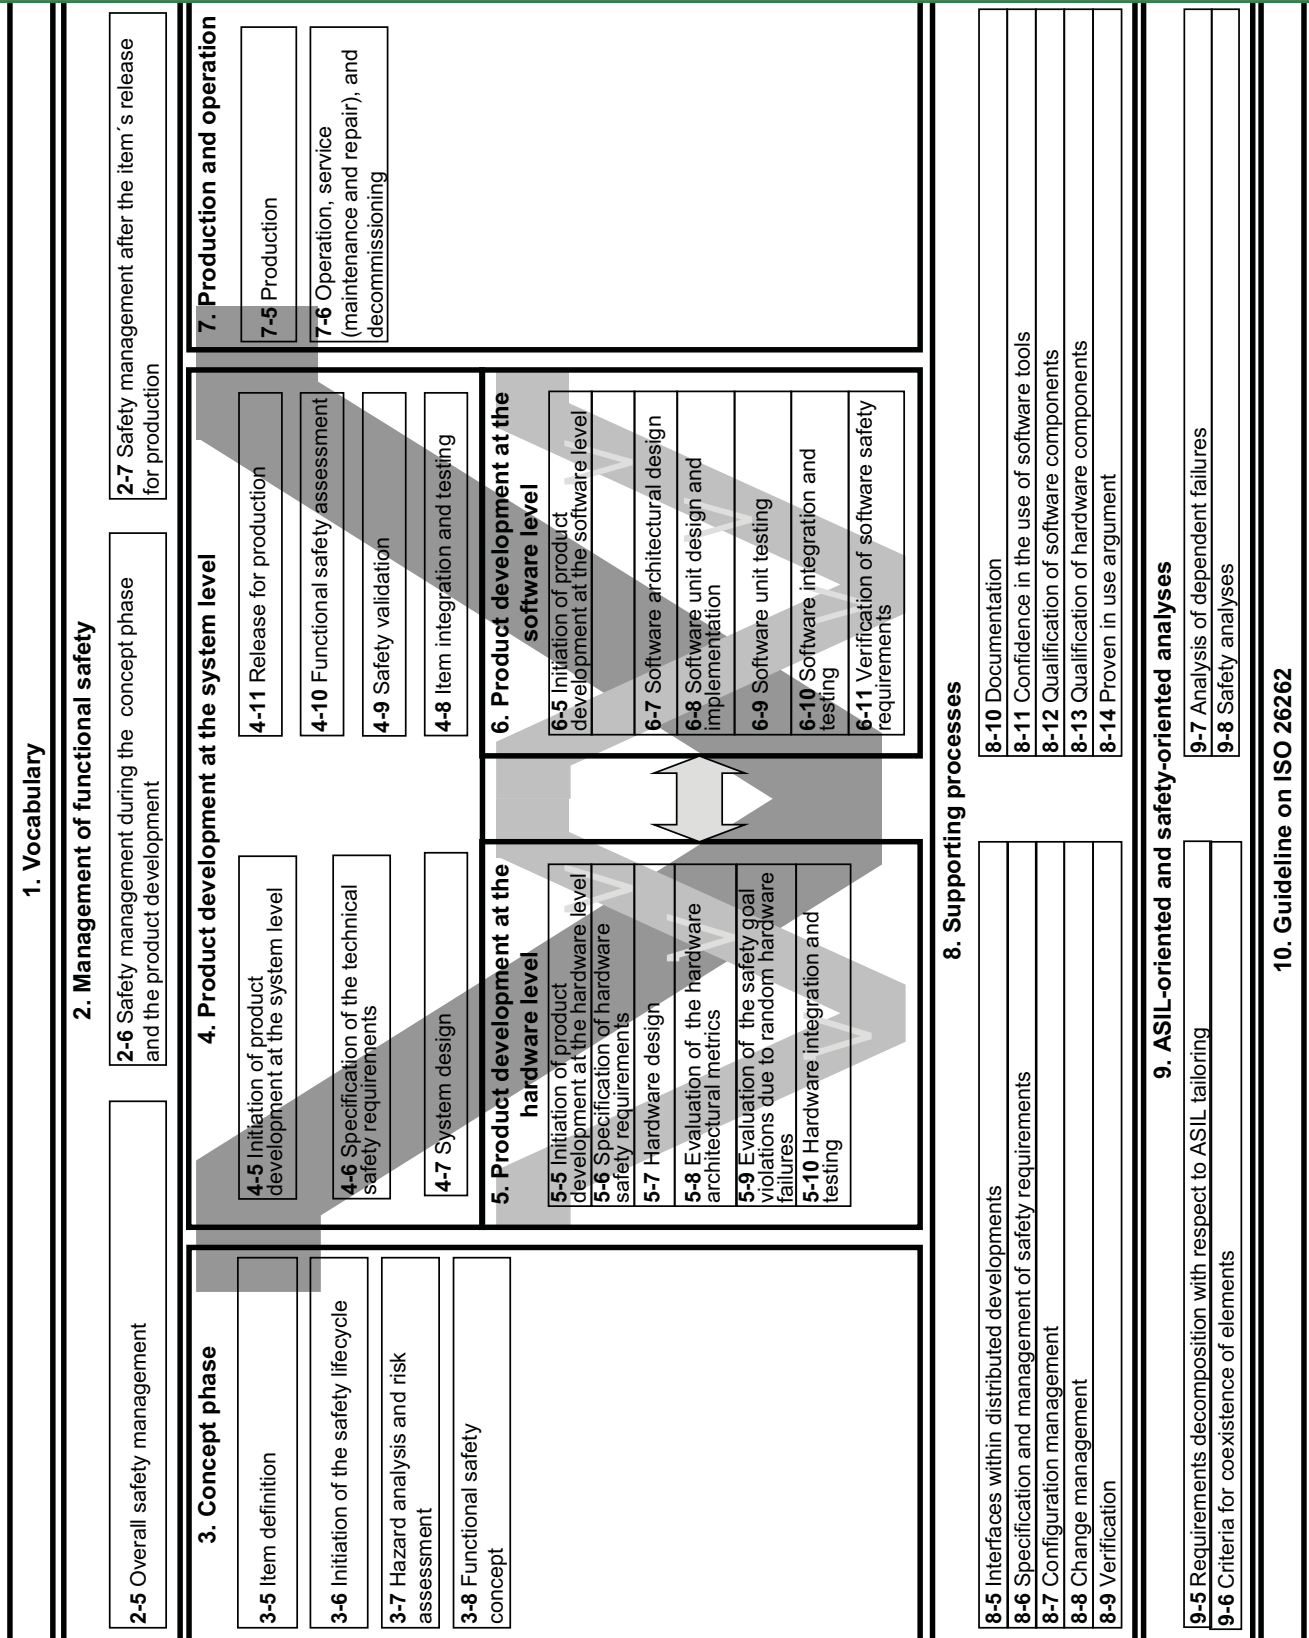 1. Vocabulary
2. Management of functional safety
2-5 Overall safety management
2-6 Safety management during the concept phase
and the product development
2-7 Safety management after the item´s release
for production
3. Concept phase
3-5 Item definition
3-6 Initiation of the safety lifecycle
3-7 Hazard analysis and risk
assessment
3-8 Functional safety
concept
4. Product development at the system level
4-5 Initiation of product
development at the system level
4-6 Specification of the technical
safety requirements
4-7 System design
4-11 Release for production
4-10 Functional safety assessment
4-9 Safety validation
4-8 Item integration and testing
7. Production and operation
7-5 Production
7-6 Operation, service
(maintenance and repair), and
decommissioning
5. Product development at the
hardware level
5-5 Initiation of product
development at the hardware level
5-6 Specification of hardware
safety requirements
5-7 Hardware design
5-8 Evaluation of the hardware
architectural metrics
5-9 Evaluation of the safety goal
violations due to random hardware
failures
5-10 Hardware integration and
testing
6. Product development at the
software level
6-5 Initiation of product
development at the software level
6-7 Software architectural design
6-8 Software unit design and
implementation
6-9 Software unit testing
6-10 Software integration and
testing
6-11 Verification of software safety
requirements
8. Supporting processes
8-5 Interfaces within distributed developments
8-6 Specification and management of safety requirements
8-7 Configuration management
8-8 Change management
8-9 Verification
8-10 Documentation
8-11 Confidence in the use of software tools
8-12 Qualification of software components
8-13 Qualification of hardware components
8-14 Proven in use argument
9. ASIL-oriented and safety-oriented analyses
9-5 Requirements decomposition with respect to ASIL tailoring
9-6 Criteria for coexistence of elements
9-7 Analysis of dependent failures
9-8 Safety analyses
10. Guideline on ISO 26262